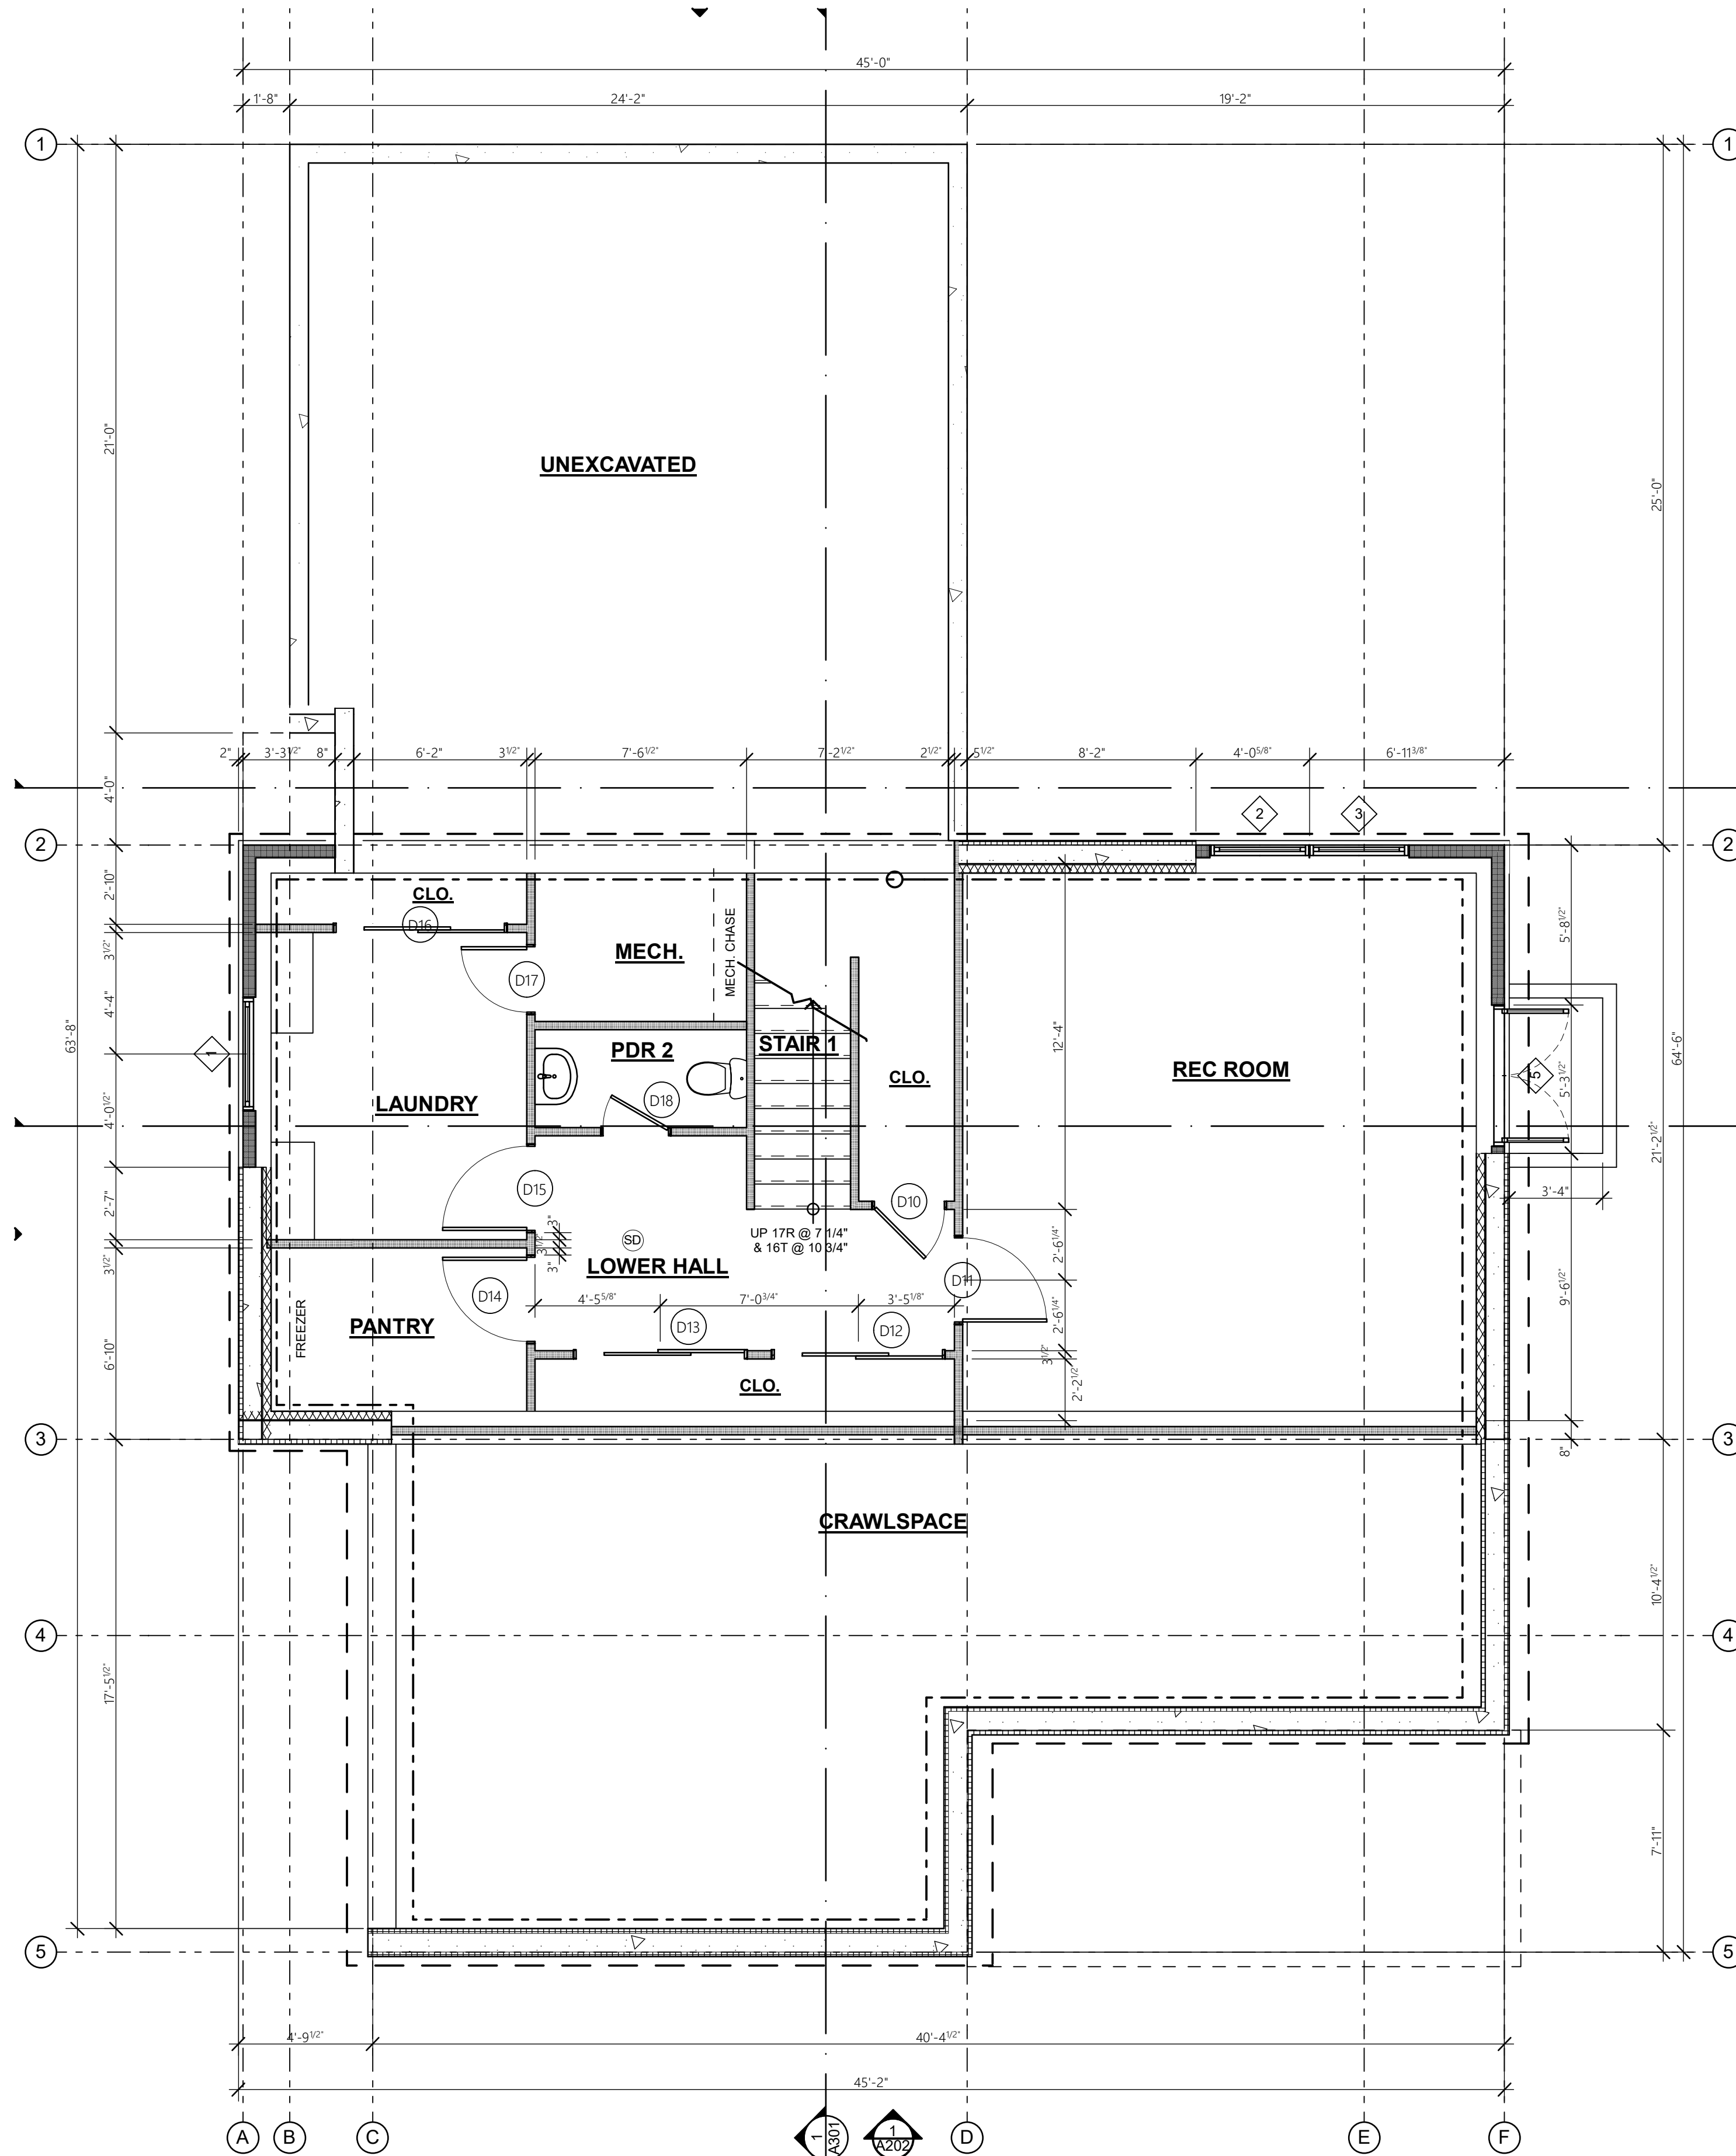 45'-0"
1'-8"
24'-2"
19'-2"
1
1
21'-0"
25'-0"
63'-8"
64'-6"
UNEXCAVATED
2"
3'-3 1/2"
8"
6'-2"
3 1/2"
7'-6 1/2"
7'-2 1/2"
2 1/2"
5 1/2"
8'-2"
4'-0 5/8"
6'-11 3/8"
4'-0"
2
3
2
2
2'-10"
3 1/2"
4'-4"
4'-0 1/2"
2'-7"
3 1/2"
6'-10"
CLO.
D16
D17
MECH.
MECH. CHASE
5'-8 1/2"
1
PDR 2
D18
STAIR 1
CLO.
12'-4"
REC ROOM
5
5'-3 1/2"
LAUNDRY
21'-2 1/2"
D15
D10
3'-4"
3"
3 1/2"
3"
SD
UP 17R @ 7 1/4"
& 16T @ 10 3/4"
LOWER HALL
2'-6 1/4"
D11
D14
4'-5 5/8"
7'-0 3/4"
3'-5 1/8"
2'-6 1/4"
9'-6 1/2"
FREEZER
PANTRY
D13
D12
3 1/2"
2'-2 1/2"
CLO.
3
3
8"
CRAWLSPACE
10'-4 1/2"
4
4
17'-5 1/2"
7'-11"
5
5
4'-9 1/2"
40'-4 1/2"
45'-2"
A
B
C
1
A301
1
A202
D
E
F